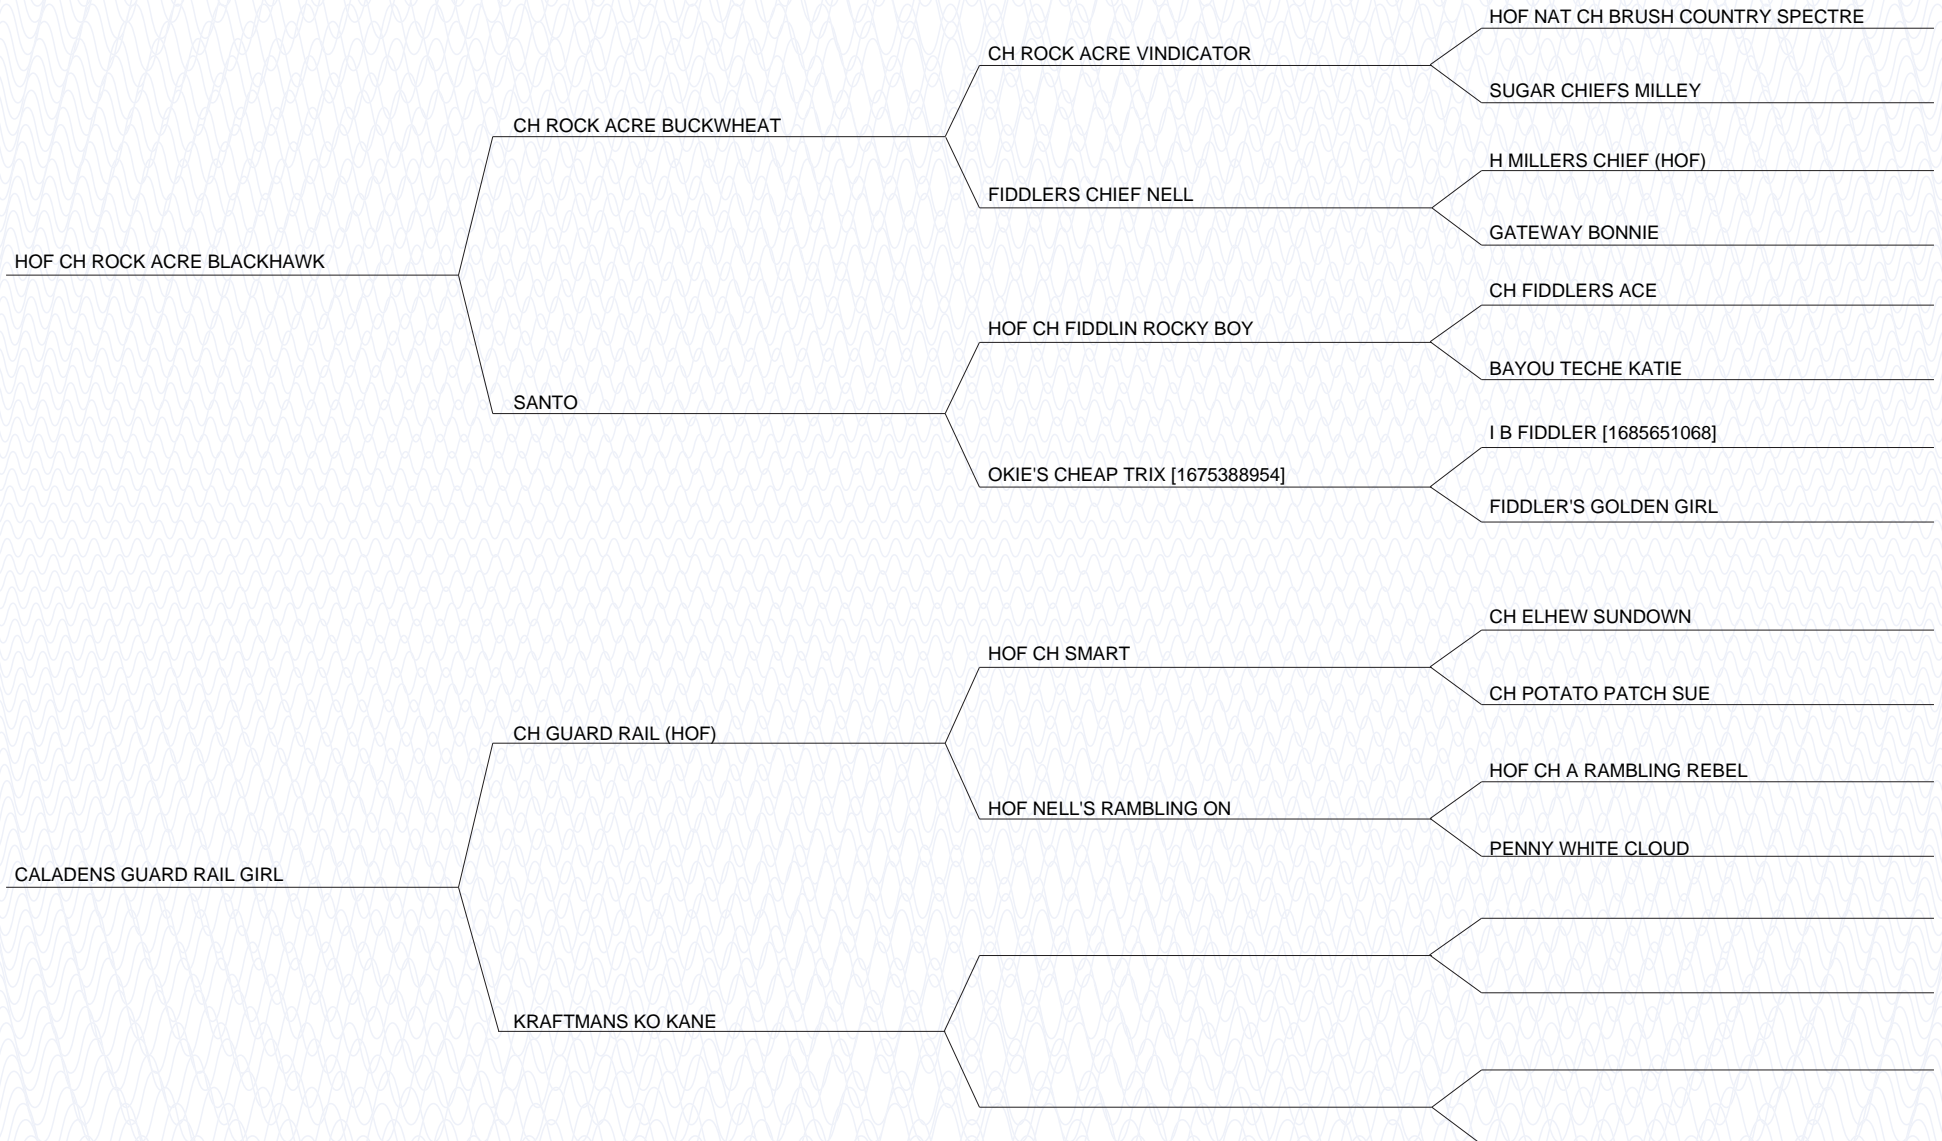 HOF NAT CH BRUSH COUNTRY SPECTRE
CH ROCK ACRE VINDICATOR
SUGAR CHIEFS MILLEY
CH ROCK ACRE BUCKWHEAT
H MILLERS CHIEF (HOF)
FIDDLERS CHIEF NELL
GATEWAY BONNIE
HOF CH ROCK ACRE BLACKHAWK
CH FIDDLERS ACE
HOF CH FIDDLIN ROCKY BOY
BAYOU TECHE KATIE
SANTO
I B FIDDLER [1685651068]
OKIE'S CHEAP TRIX [1675388954]
FIDDLER'S GOLDEN GIRL
CH ELHEW SUNDOWN
HOF CH SMART
CH POTATO PATCH SUE
CH GUARD RAIL (HOF)
HOF CH A RAMBLING REBEL
HOF NELL'S RAMBLING ON
PENNY WHITE CLOUD
CALADENS GUARD RAIL GIRL
KRAFTMANS KO KANE